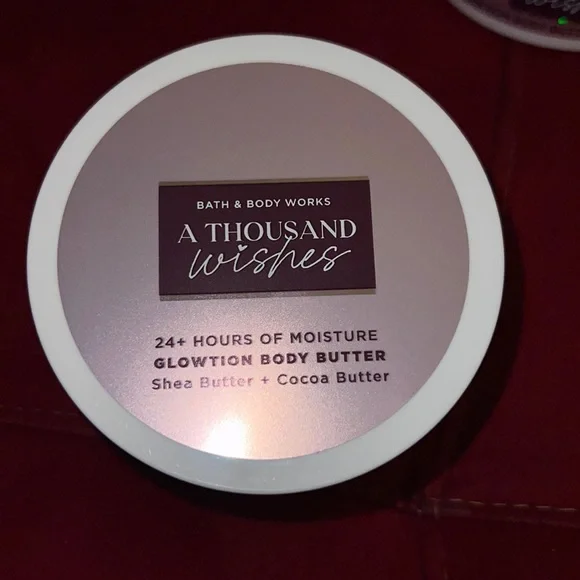 BATH & BODY WORKS
A THOUSAND
wishes
24+ HOURS OF MOISTURE
GLOWTION BODY BUTTER
Shea Butter + Cocoa Butter